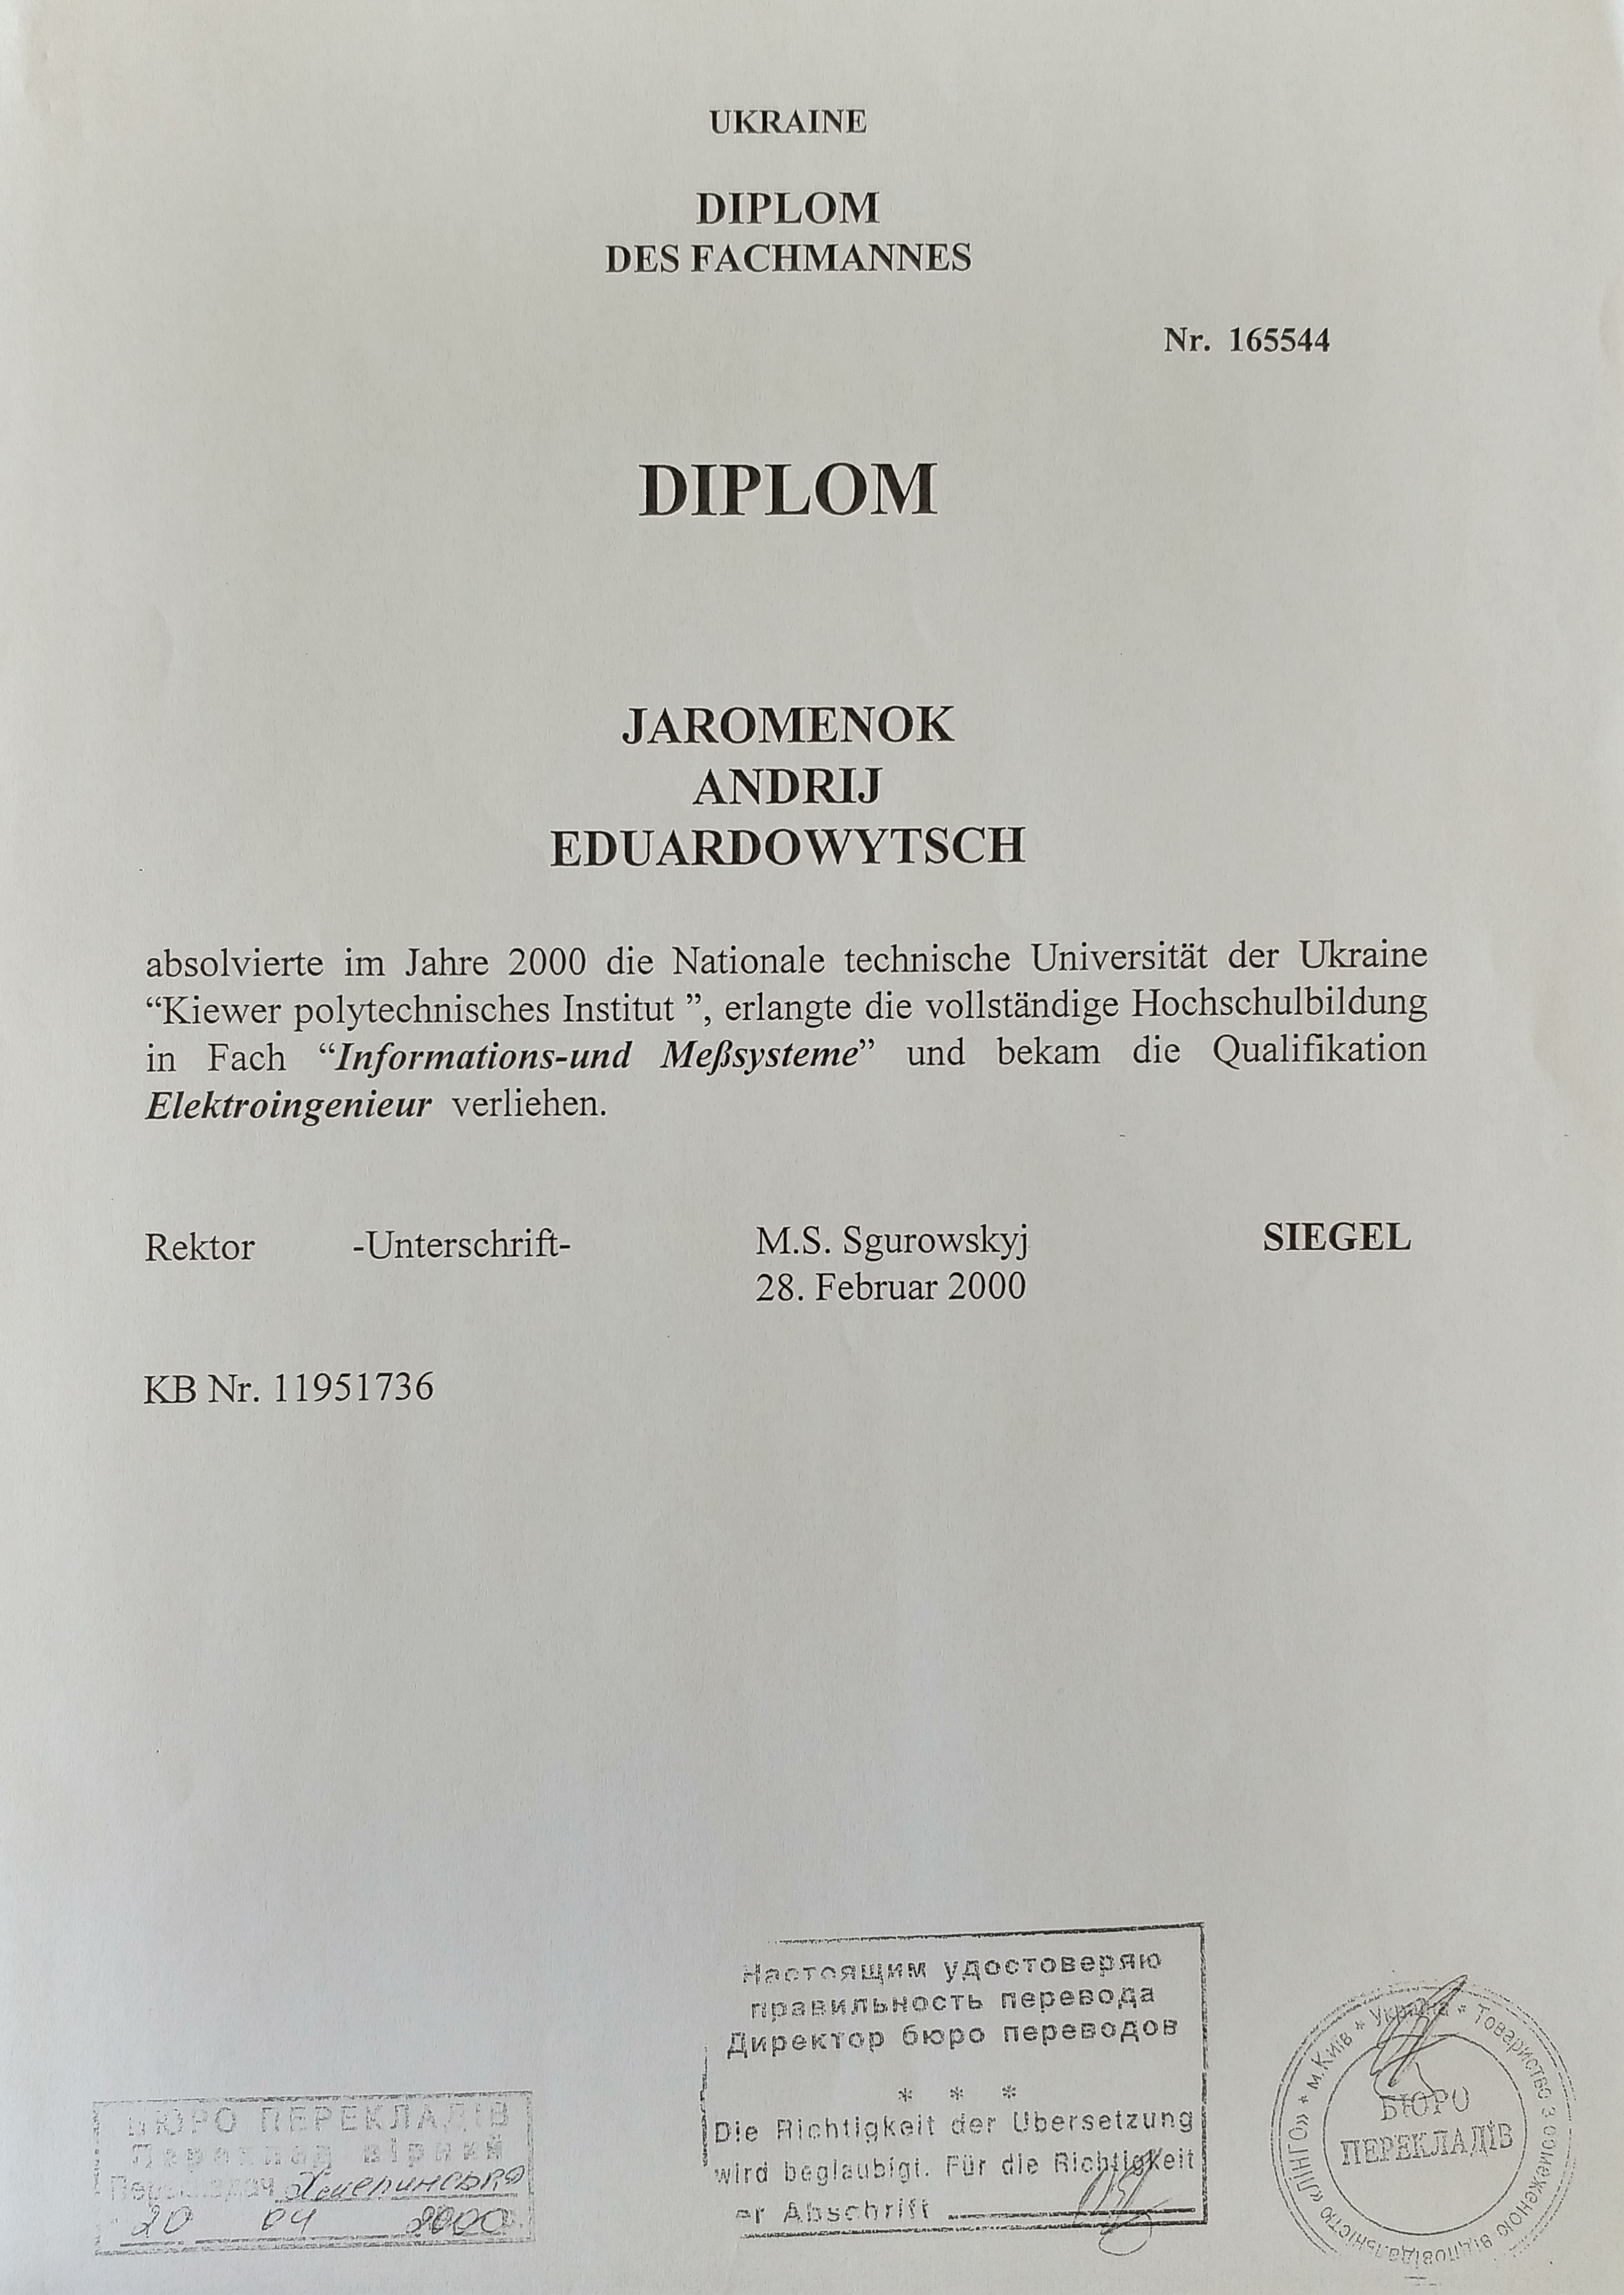 UKRAINE
DIPLOM
DES FACHMANNES
Nr. 165544
DIPLOM
JAROMENOK
ANDRIJ
EDUARDOWYTSCH
absolvierte im Jahre 2000 die Nationale technische Universität der Ukraine
“Kiewer polytechnisches Institut ”, erlangte die vollständige Hochschulbildung
in Fach “Informations-und Meßsysteme” und bekam die Qualifikation
Elektroingenieur verliehen.
Rektor -Unterschrift- M.S. Sgurowskyj SIEGEL
28. Februar 2000
KB Nr. 11951736
Настоящим удостоверяю
правильность перевода
Директор бюро переводов
* * *
Die Richtigkeit der Ubersetzung
wird beglaubigt. Für die Richtigkeit
er Abschrift
БЮРО ПЕРЕКЛАДІВ
Переклад вірний
Перекладач
20 04 2000р.
* м.Київ * Україна * Товариство з обмеженою відповідальністю «ЛІНГО»
БЮРО
ПЕРЕКЛАДІВ